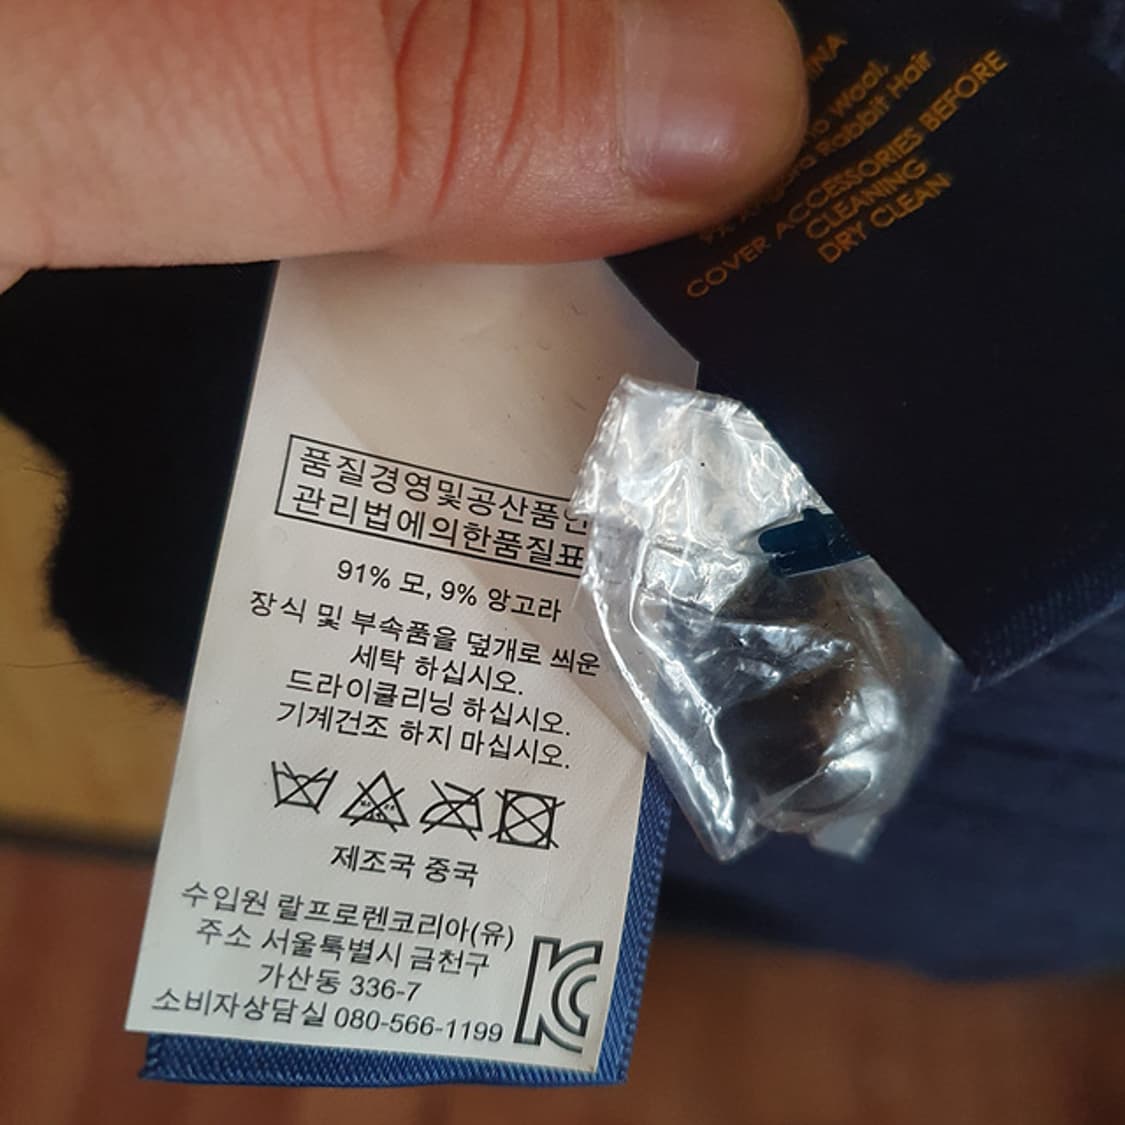 Wool,
Rabbit Hair
COVER ACCESSORIES BEFORE
CLEANING
DRY CLEAN
품질경영및공산품
관리법에의한품질표
91% 모, 9% 앙고라
장식 및 부속품을 덮개로 씌운
세탁 하십시오.
드라이클리닝 하십시오.
기계건조 하지 마십시오.
제조국 중국
수입원 랄프로렌코리아(유)
주소 서울특별시 금천구
가산동 336-7
소비자상담실 080-566-1199